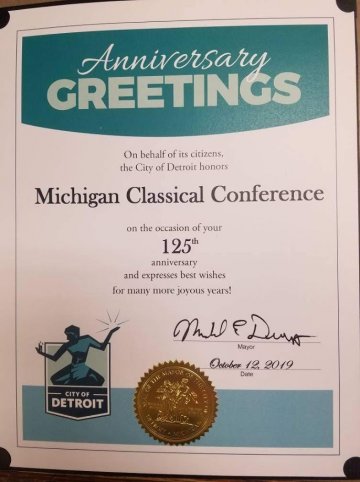 Anniversary
GREETINGS
On behalf of its citizens,
the City of Detroit honors
Michigan Classical Conference
on the occasion of your
125th
anniversary
and expresses best wishes
for many more joyous years!
Mayor
October 12, 2019
Date
CITY OF
DETROIT